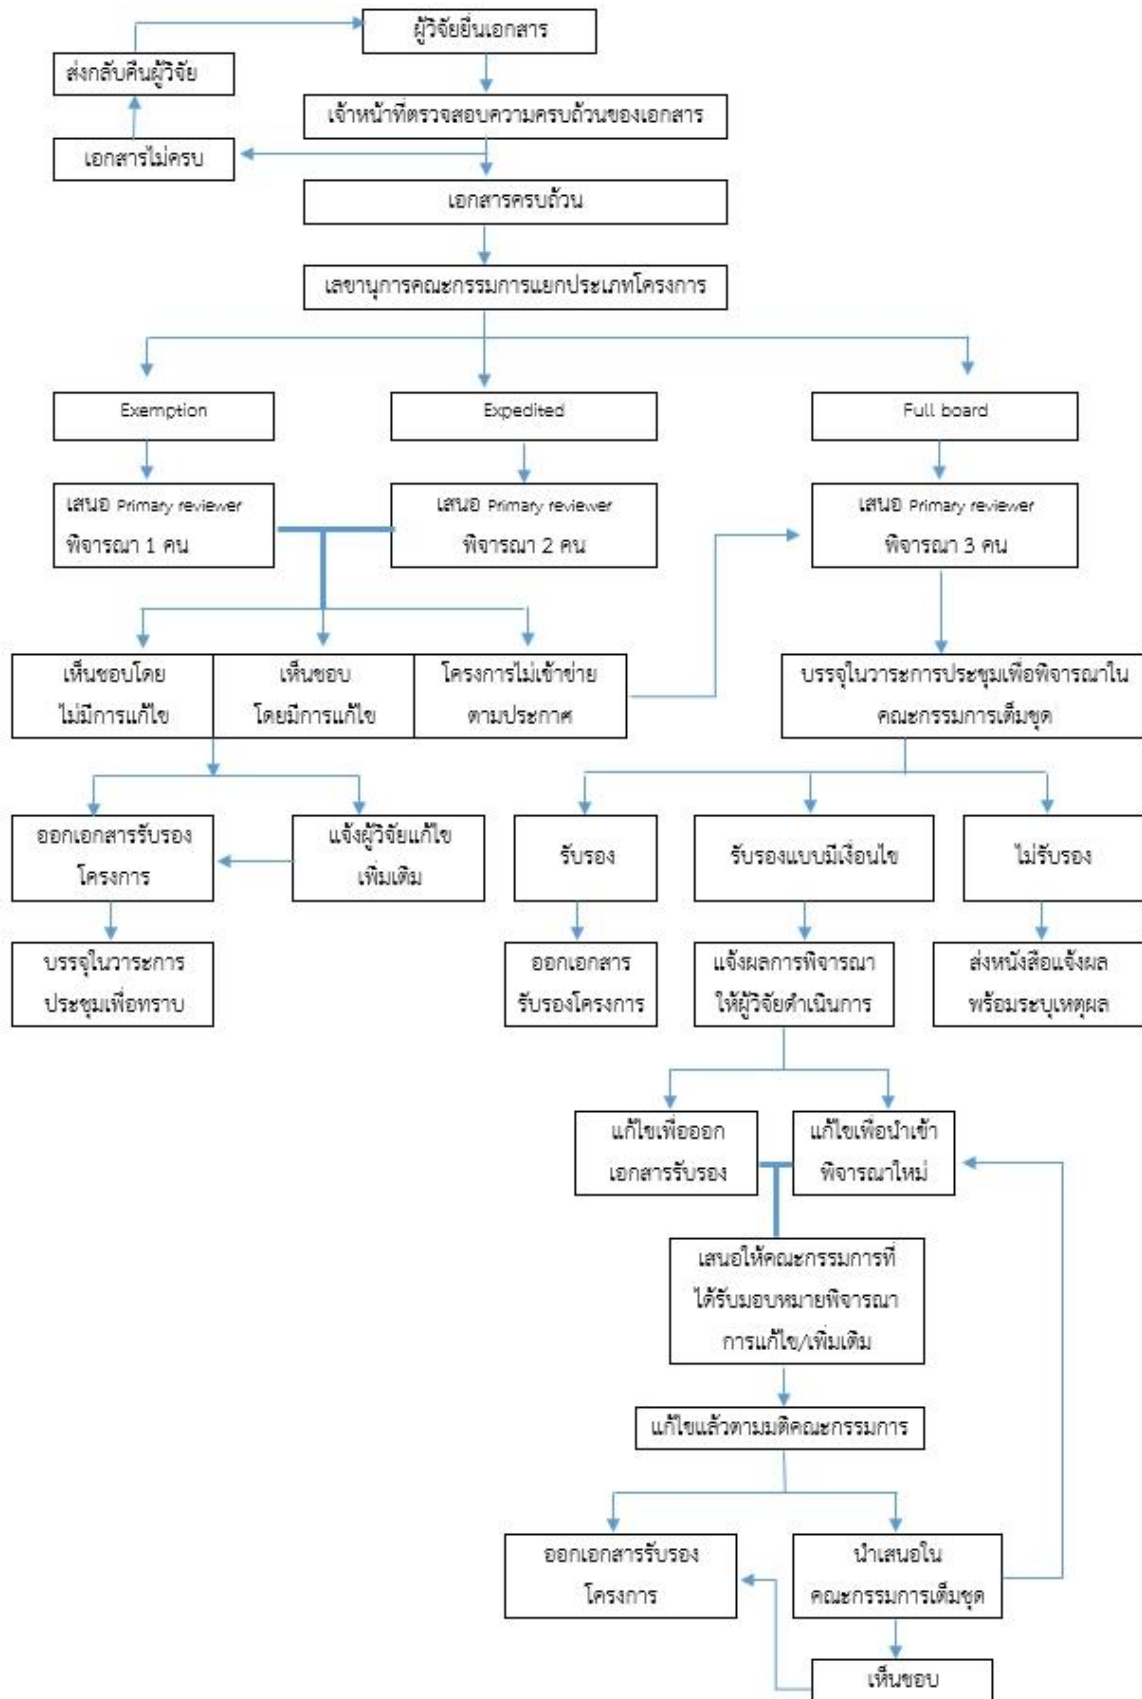 ผู้วิจัยยื่นเอกสาร
ส่งกลับคืนผู้วิจัย
เจ้าหน้าที่ตรวจสอบความครบถ้วนของเอกสาร
เอกสารไม่ครบ
เอกสารครบถ้วน
เลขานุการคณะกรรมการแยกประเภทโครงการ
Exemption
Expedited
Full board
เสนอ Primary reviewer
พิจารณา 1 คน
เสนอ Primary reviewer
พิจารณา 2 คน
เสนอ Primary reviewer
พิจารณา 3 คน
เห็นชอบโดย
ไม่มีการแก้ไข
เห็นชอบ
โดยมีการแก้ไข
โครงการไม่เข้าข่าย
ตามประกาศ
บรรจุในวาระการประชุมเพื่อพิจารณาใน
คณะกรรมการเต็มชุด
ออกเอกสารรับรอง
โครงการ
แจ้งผู้วิจัยแก้ไข
เพิ่มเติม
รับรอง
รับรองแบบมีเงื่อนไข
ไม่รับรอง
บรรจุในวาระการ
ประชุมเพื่อทราบ
ออกเอกสาร
รับรองโครงการ
แจ้งผลการพิจารณา
ให้ผู้วิจัยดำเนินการ
ส่งหนังสือแจ้งผล
พร้อมระบุเหตุผล
แก้ไขเพื่อออก
เอกสารรับรอง
แก้ไขเพื่อนำเข้า
พิจารณาใหม่
เสนอให้คณะกรรมการที่
ได้รับมอบหมายพิจารณา
การแก้ไข/เพิ่มเติม
แก้ไขแล้วตามมติคณะกรรมการ
ออกเอกสารรับรอง
โครงการ
นำเสนอใน
คณะกรรมการเต็มชุด
เห็นชอบ